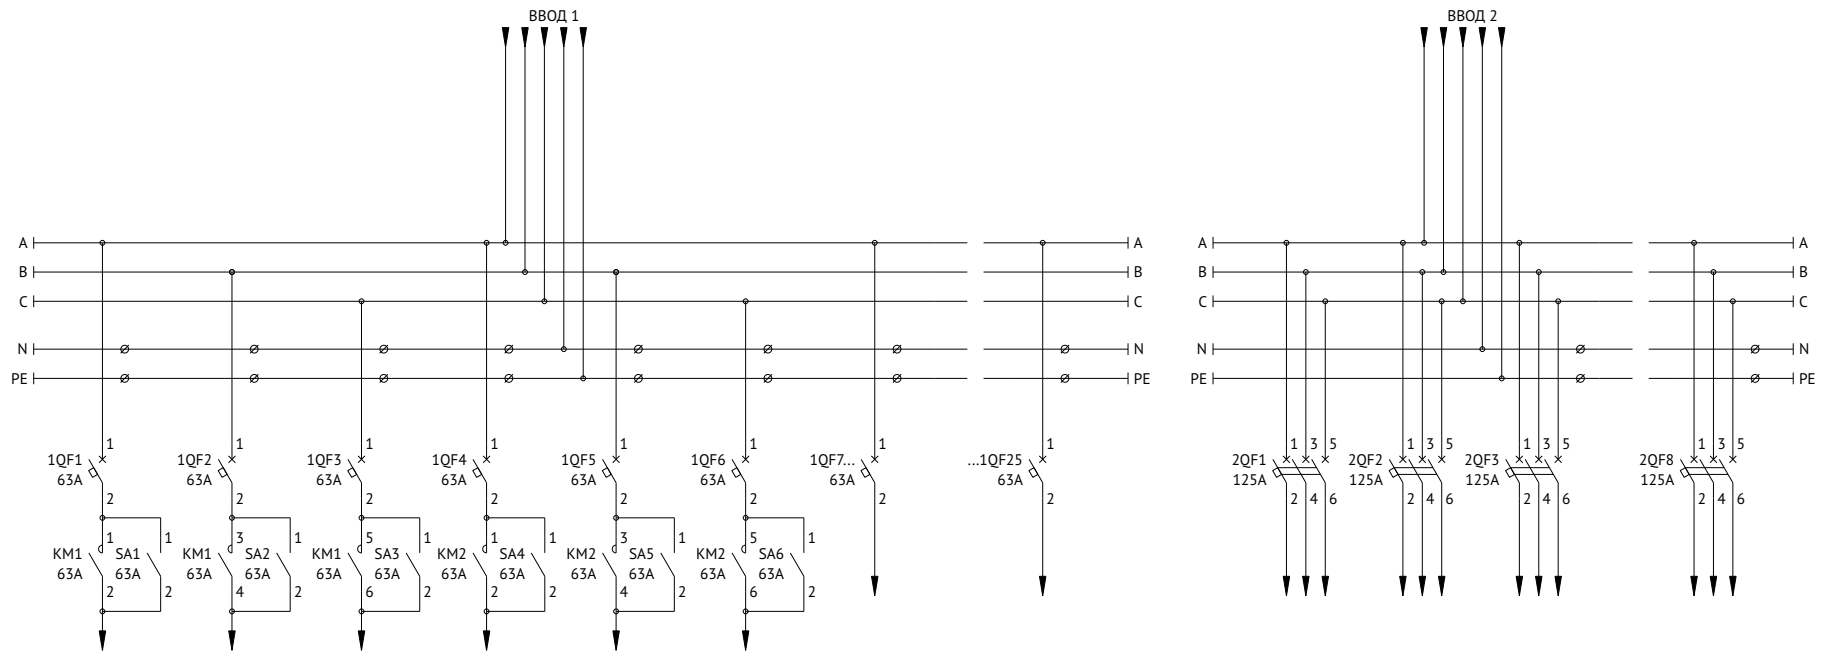 ВВОД 1
ВВОД 2
A A A A
B B B B
C C C C
N N N N
PE PE PE PE
1 1 1 1 1 1 1 1 1 3 5 1 3 5 1 3 5 1 3 5
1QF1 1QF2 1QF3 1QF4 1QF5 1QF6 1QF7... ...1QF25 2QF1 2QF2 2QF3 2QF8
63A 63A 63A 63A 63A 63A 63A 63A 125A 125A 125A 125A
2 2 2 2 2 2 2 2 2 4 6 2 4 6 2 4 6 2 4 6
1 1 3 1 5 1 1 1 3 1 5 1
KM1 SA1 KM1 SA2 KM1 SA3 KM2 SA4 KM2 SA5 KM2 SA6
63A 63A 63A 63A 63A 63A 63A 63A 63A 63A 63A 63A
2 2 4 2 6 2 2 2 4 2 6 2